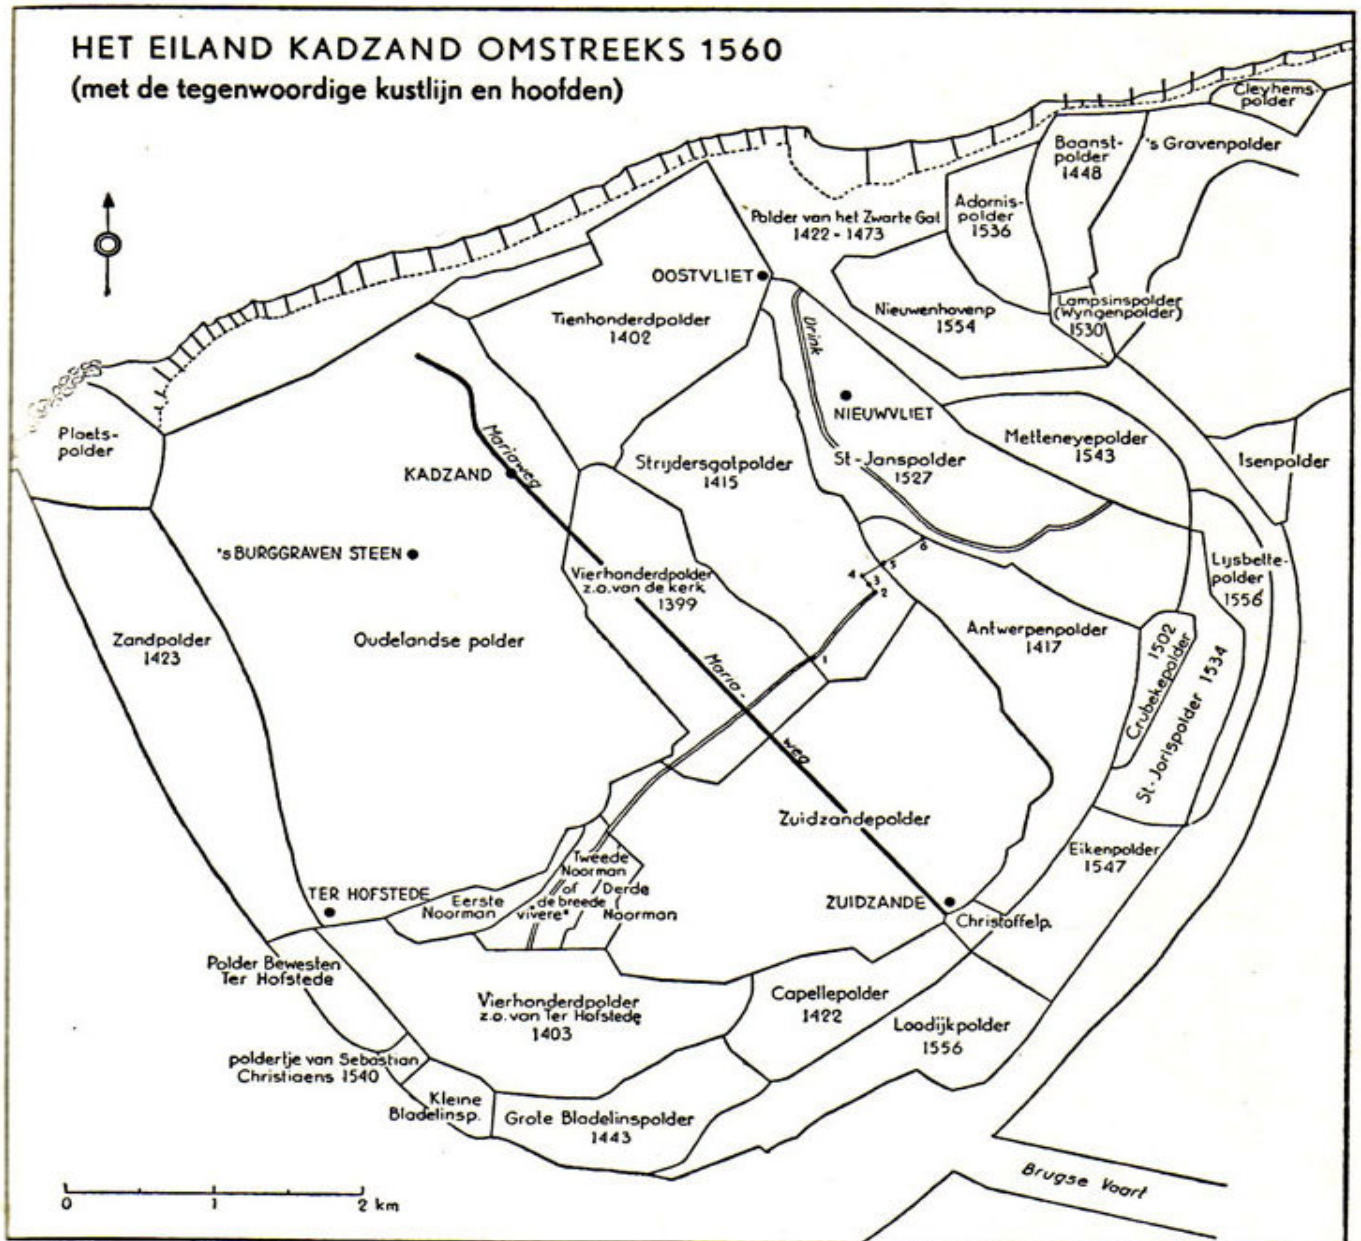 HET EILAND KADZAND OMSTREEKS 1560
(met de tegenwoordige kustlijn en hoofden)
Cleyhems-
polder
Baanst-
polder
1448
's Gravenpolder
Adornis-
polder
1536
Polder van het Zwarte Gat
1422 - 1473
OOSTVLIET
Tienhonderdpolder
1402
Drink
Nieuwenhovenp
1554
Lampsinspolder
(Wyngenpolder)
1530
NIEUWVLIET
Metteneyepolder
1543
Isenpolder
Plaets-
polder
Mariaweg
KADZAND
Strijdersgatpolder
1415
St-Janspolder
1527
'sBURGGRAVEN STEEN
Vierhonderdpolder
z.o.van de kerk
1399
6
5
4
3
2
1
Lijsbette-
polder
1556
Zandpolder
1423
Oudelandse polder
Antwerpenpolder
1417
1502
Crubekepolder
St-Jorispolder 1534
Maria-
weg
Zuidzandepolder
Eikenpolder
1547
TER HOFSTEDE
Eerste
Noorman
Tweede
Noorman
of
"de breede
vivere"
Derde
Noorman
ZUIDZANDE
Christoffelp.
Polder Bewesten
Ter Hofstede
Vierhonderdpolder
z.o.van Ter Hofstede
1403
Capellepolder
1422
Loodijkpolder
1556
poldertje van Sebastian
Christiaens 1540
Kleine
Bladelinsp.
Grote Bladelinspolder
1443
Brugse Vaart
0 1 2 km